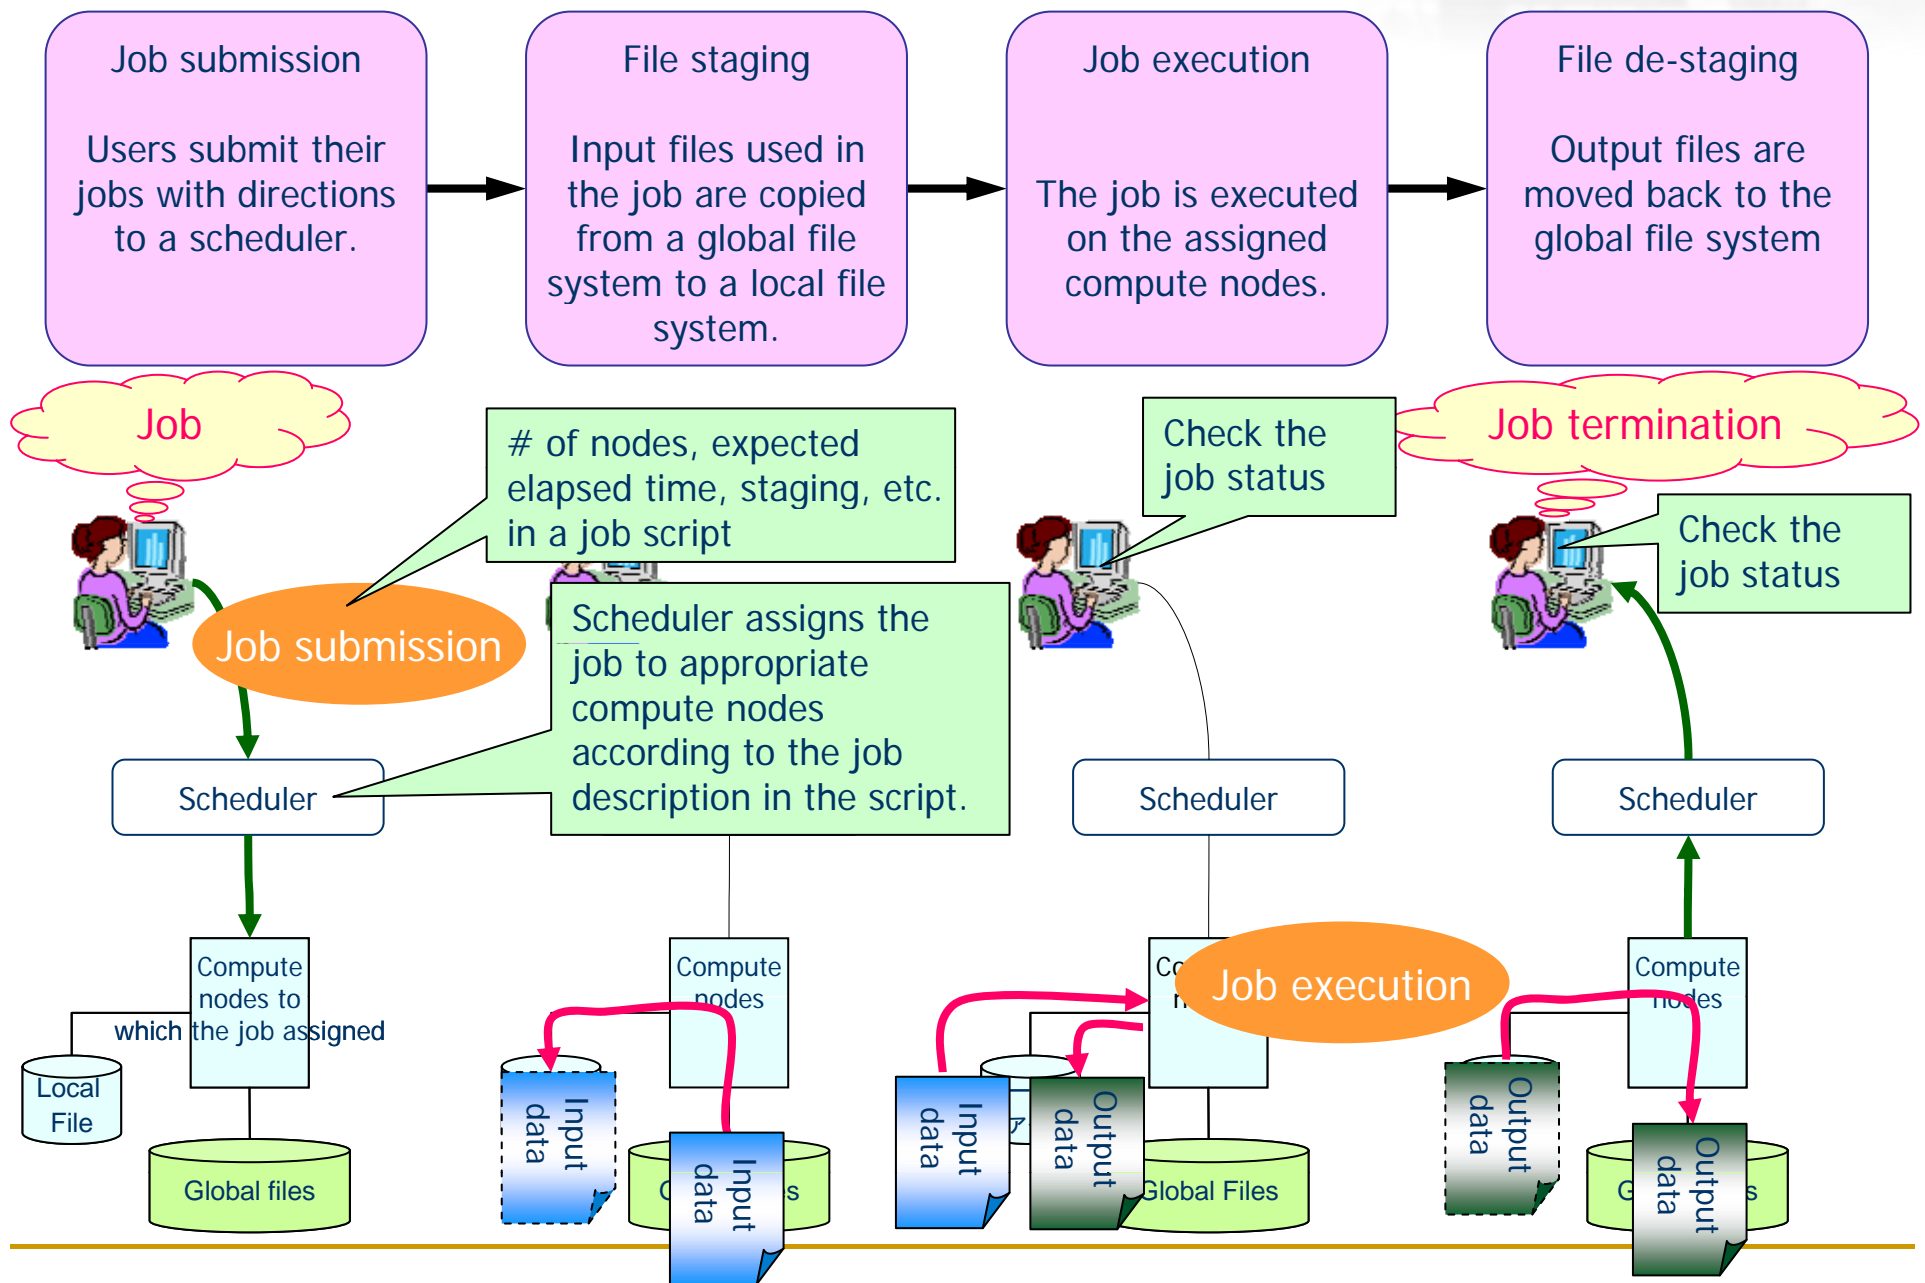 Job submission
Users submit their
jobs with directions
to a scheduler.
File staging
Input files used in
the job are copied
from a global file
system to a local file
system.
Job execution
The job is executed
on the assigned
compute nodes.
File de-staging
Output files are
moved back to the
global file system
Job
# of nodes, expected
elapsed time, staging, etc.
in a job script
Check the
job status
Job termination
Check the
job status
Job submission
Scheduler assigns the
job to appropriate
compute nodes
according to the job
description in the script.
Scheduler
Scheduler
Scheduler
Compute
nodes to
which the job assigned
Local
File
Global files
Compute
nodes
Input
data
Input
data
Job execution
Input
data
ア
Output
data
Global Files
Compute
nodes
Output
data
Output
data